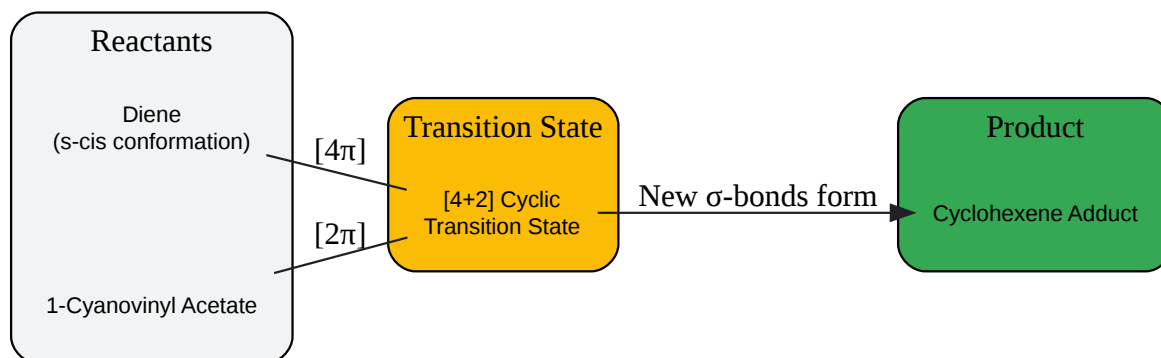 Reactants
Diene
(s-cis conformation)
1-Cyanovinyl Acetate
[4π]
[2π]
Transition State
[4+2] Cyclic
Transition State
New σ-bonds form
Product
Cyclohexene Adduct